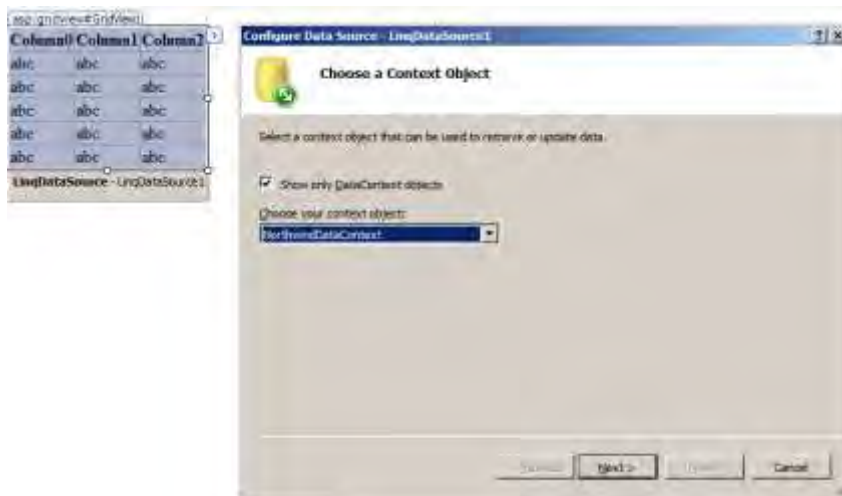 asp:gridview#GridView1
Column0 Column1 Column2
abc abc abc
abc abc abc
abc abc abc
abc abc abc
abc abc abc
LinqDataSource - LinqDataSource1
Configure Data Source - LinqDataSource1
Choose a Context Object
Select a context object that can be used to retrieve or update data.
Show only DataContext objects
Choose your context object:
NorthwindDataContext
Next >
Cancel